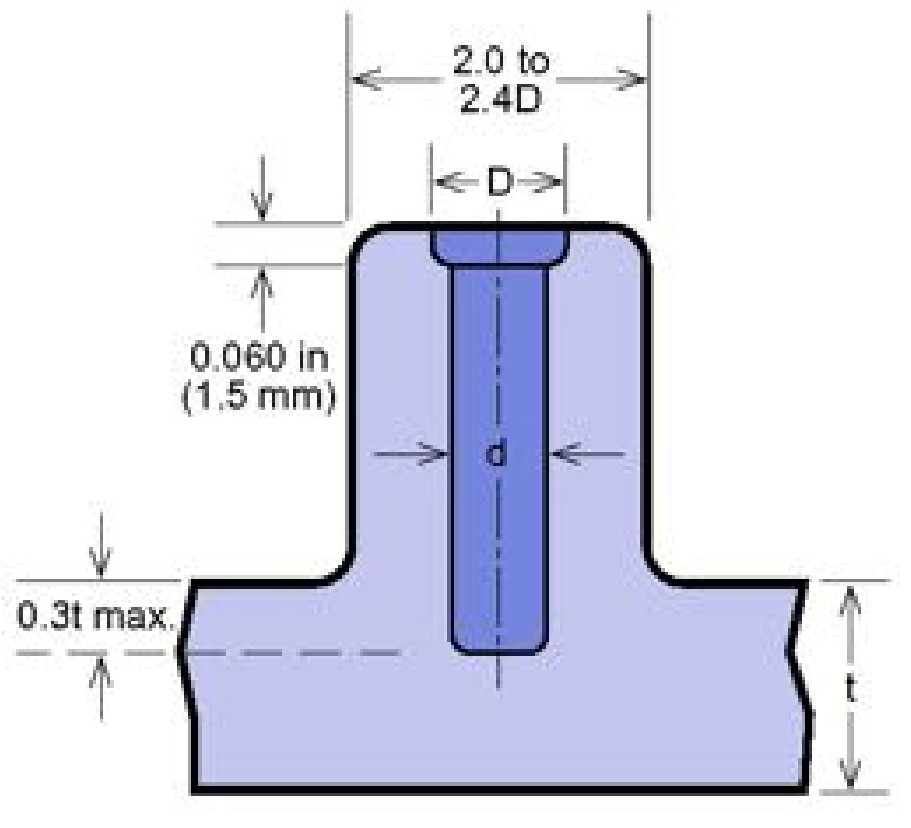 2.0 to
2.4D
D
0.060 in
(1.5 mm)
d
0.3t max.
t